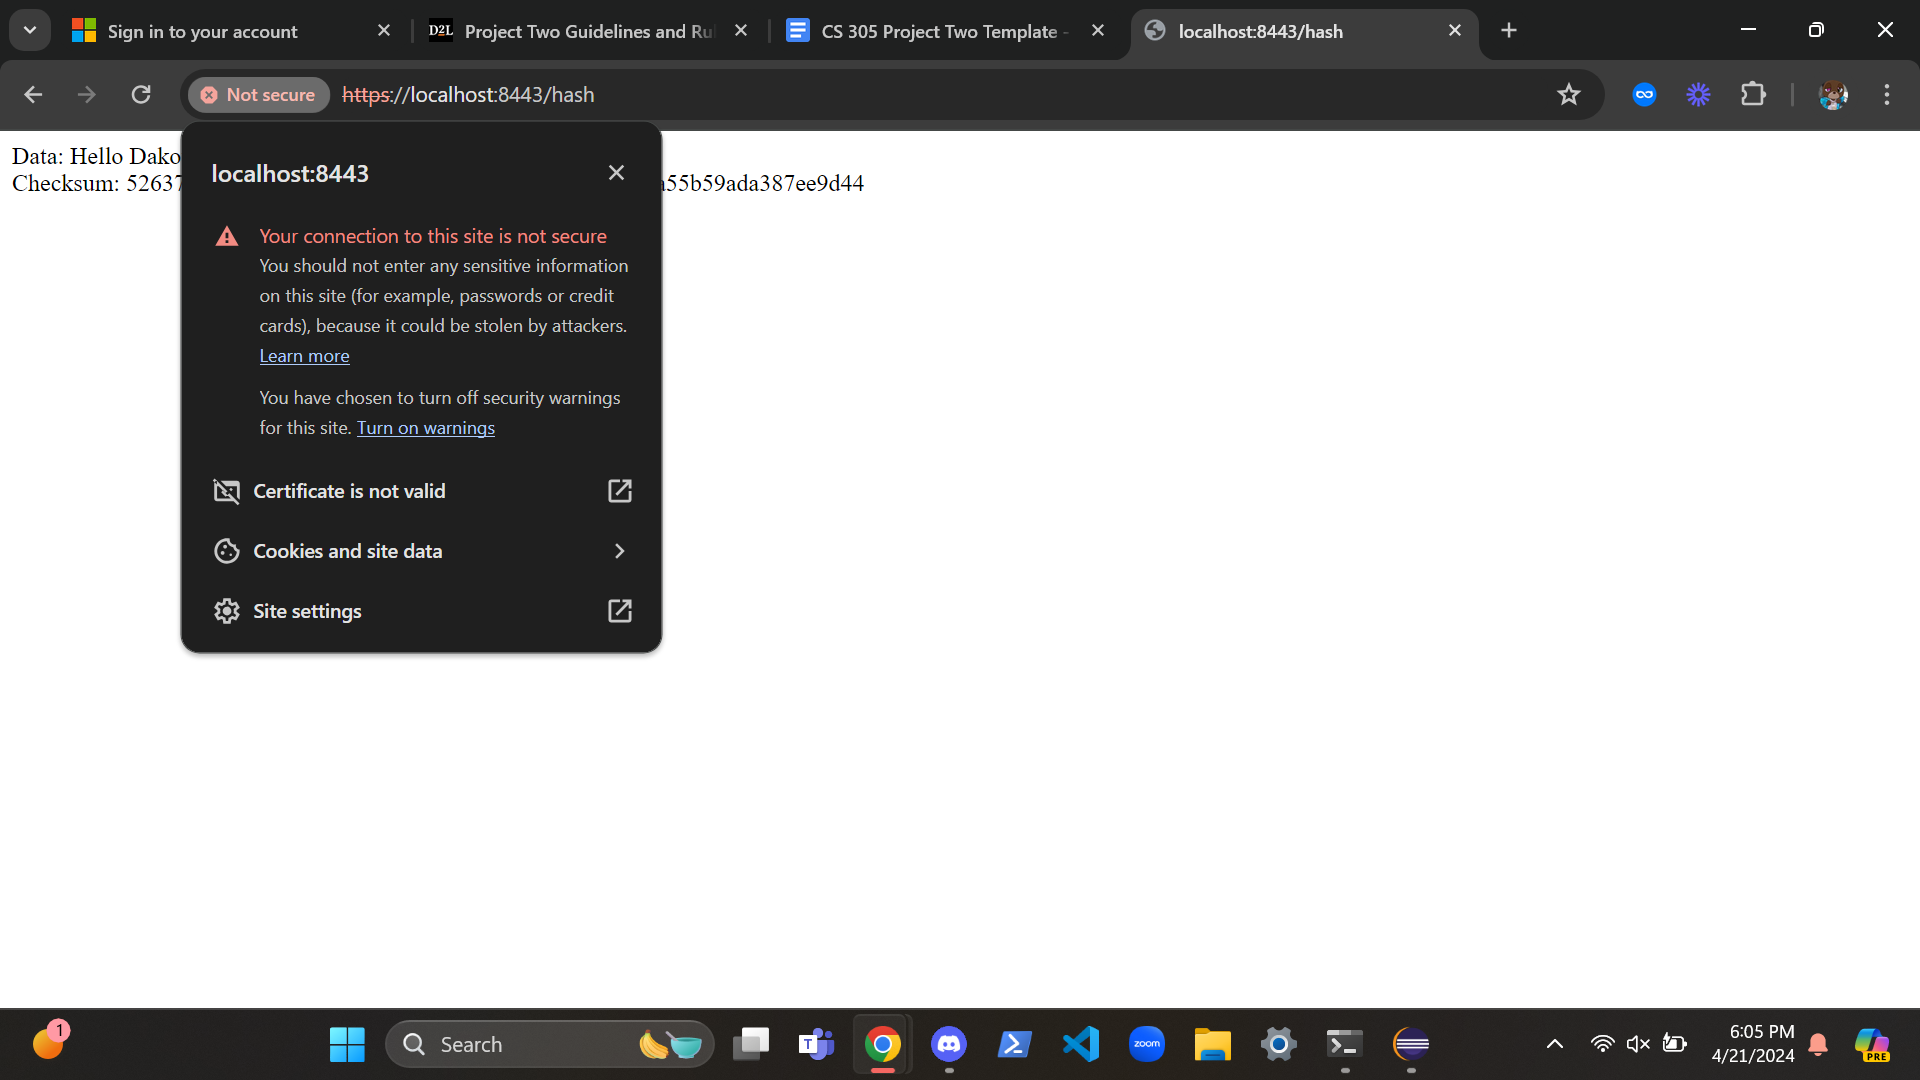 Sign in to your account
D2L Project Two Guidelines and Ru
CS 305 Project Two Template -
localhost:8443/hash
Not secure
https://localhost:8443/hash
Data: Hello Dako
Checksum: 52637
a55b59ada387ee9d44
localhost:8443
Your connection to this site is not secure
You should not enter any sensitive information
on this site (for example, passwords or credit
cards), because it could be stolen by attackers.
Learn more
You have chosen to turn off security warnings
for this site. Turn on warnings
Certificate is not valid
Cookies and site data
Site settings
1
Search
T
zoom
6:05 PM
4/21/2024
PRE